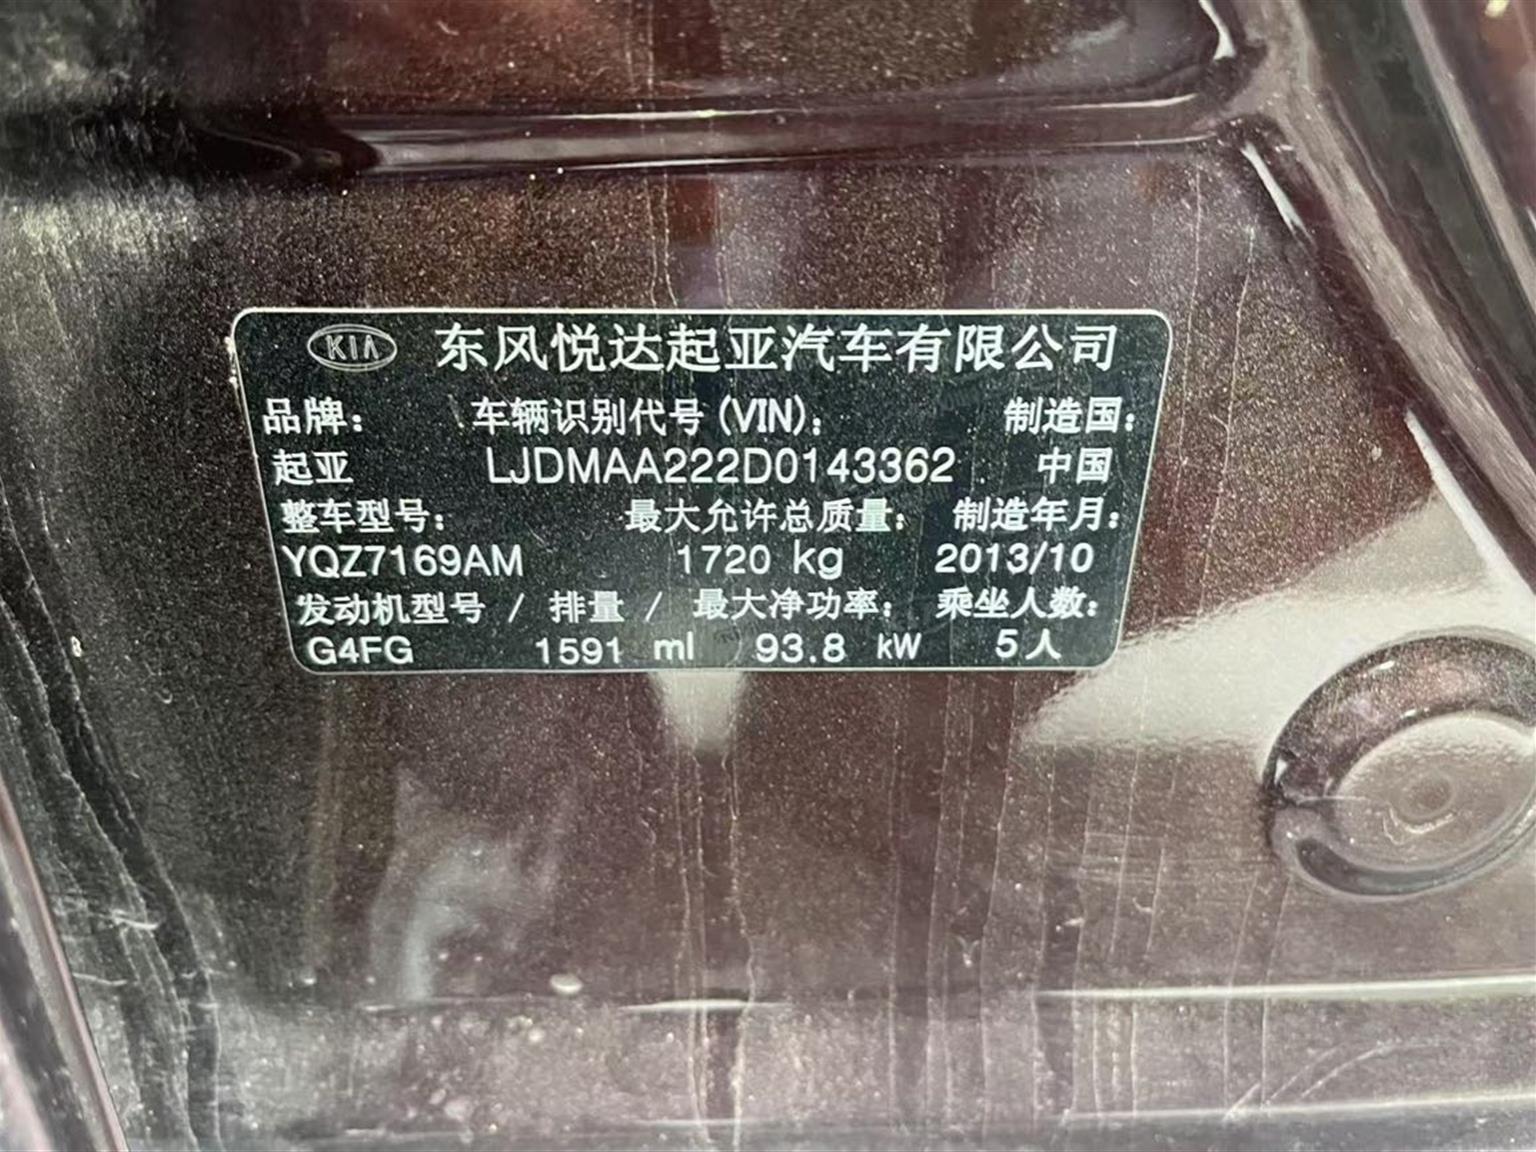 KIA 东风悦达起亚汽车有限公司
品牌： 车辆识别代号(VIN)： 制造国：
起亚 LJDMAA222D0143362 中国
整车型号： 最大允许总质量： 制造年月：
YQZ7169AM 1720 kg 2013/10
发动机型号 / 排量 / 最大净功率： 乘坐人数：
G4FG 1591 ml 93.8 kW 5人